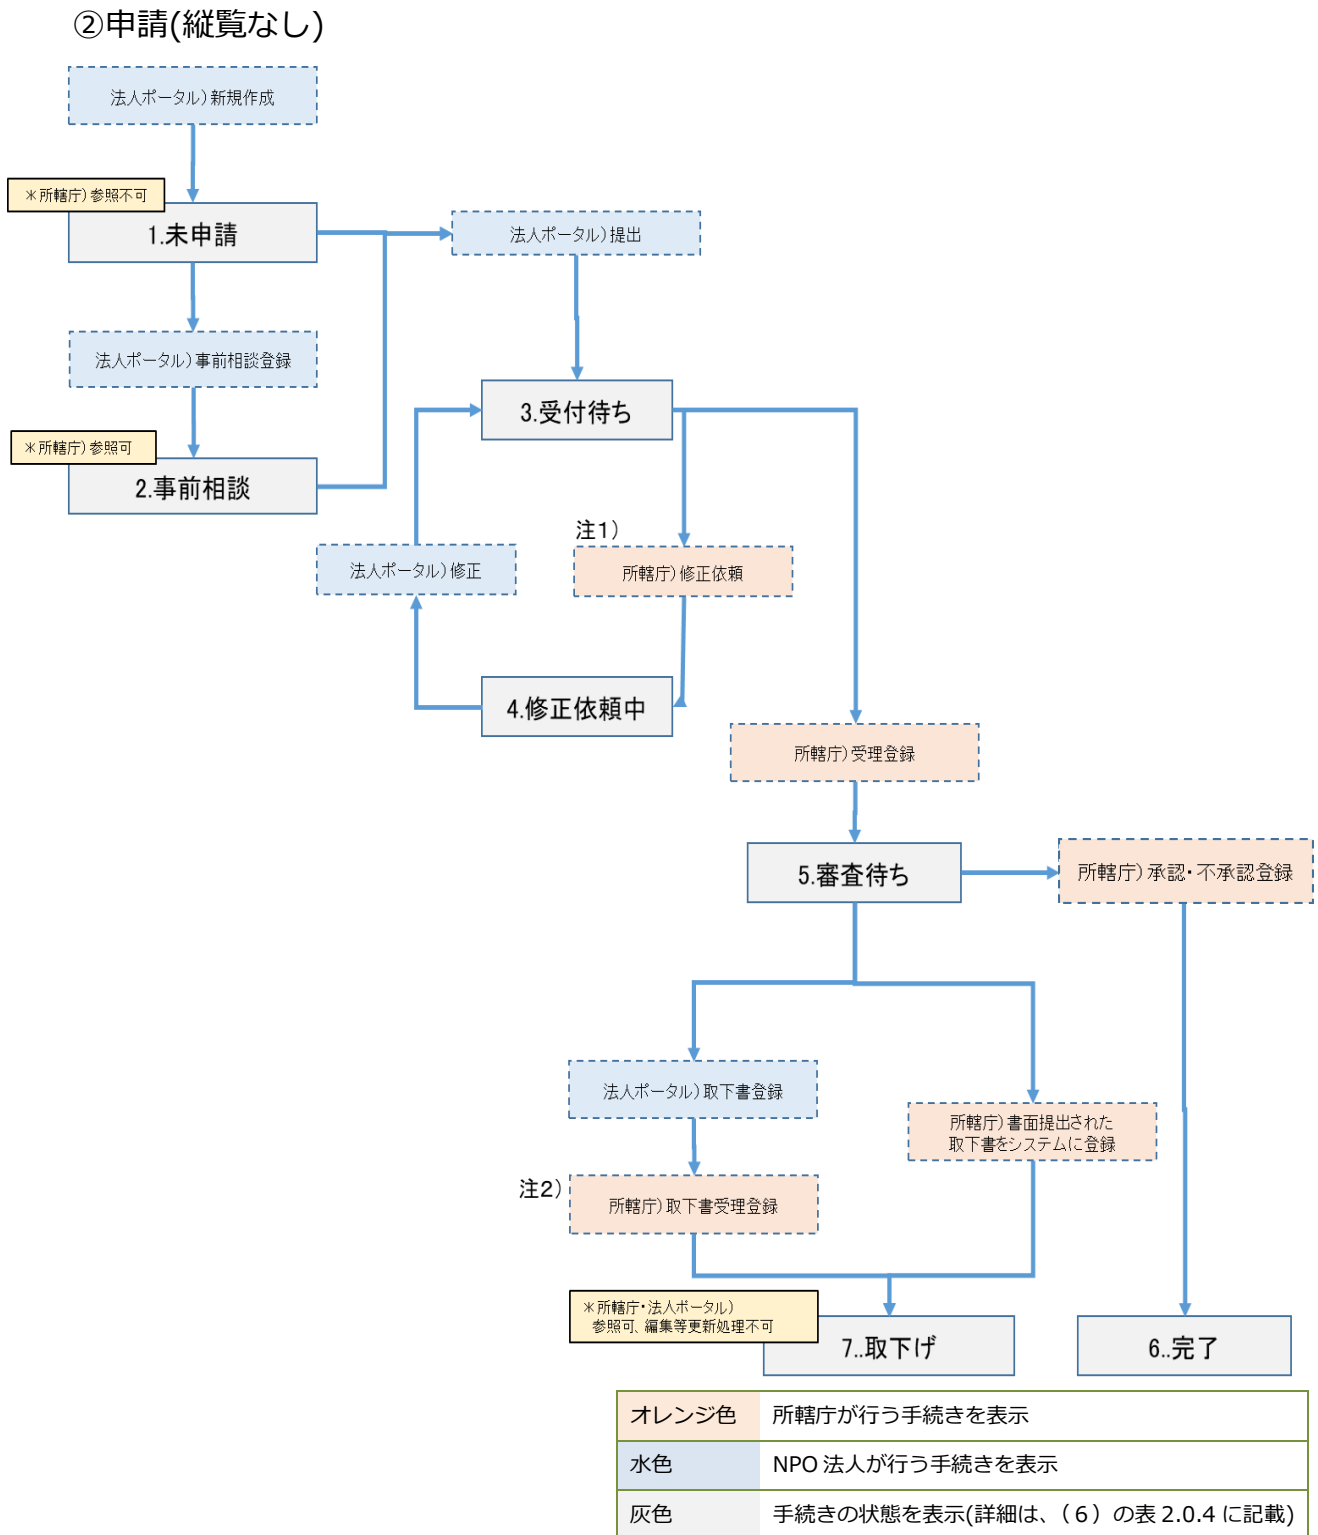 ②申請(縦覧なし)
法人ポータル)新規作成
＊所轄庁)参照不可
1.未申請
法人ポータル)提出
法人ポータル)事前相談登録
3.受付待ち
＊所轄庁)参照可
2.事前相談
注1)
法人ポータル)修正
所轄庁)修正依頼
4.修正依頼中
所轄庁)受理登録
5.審査待ち
所轄庁)承認・不承認登録
法人ポータル)取下書登録
所轄庁)書面提出された
取下書をシステムに登録
注2)
所轄庁)取下書受理登録
＊所轄庁・法人ポータル)
参照可、編集等更新処理不可
7..取下げ
6..完了
オレンジ色 所轄庁が行う手続きを表示
水色 NPO 法人が行う手続きを表示
灰色 手続きの状態を表示(詳細は、（６）の表 2.0.4 に記載)